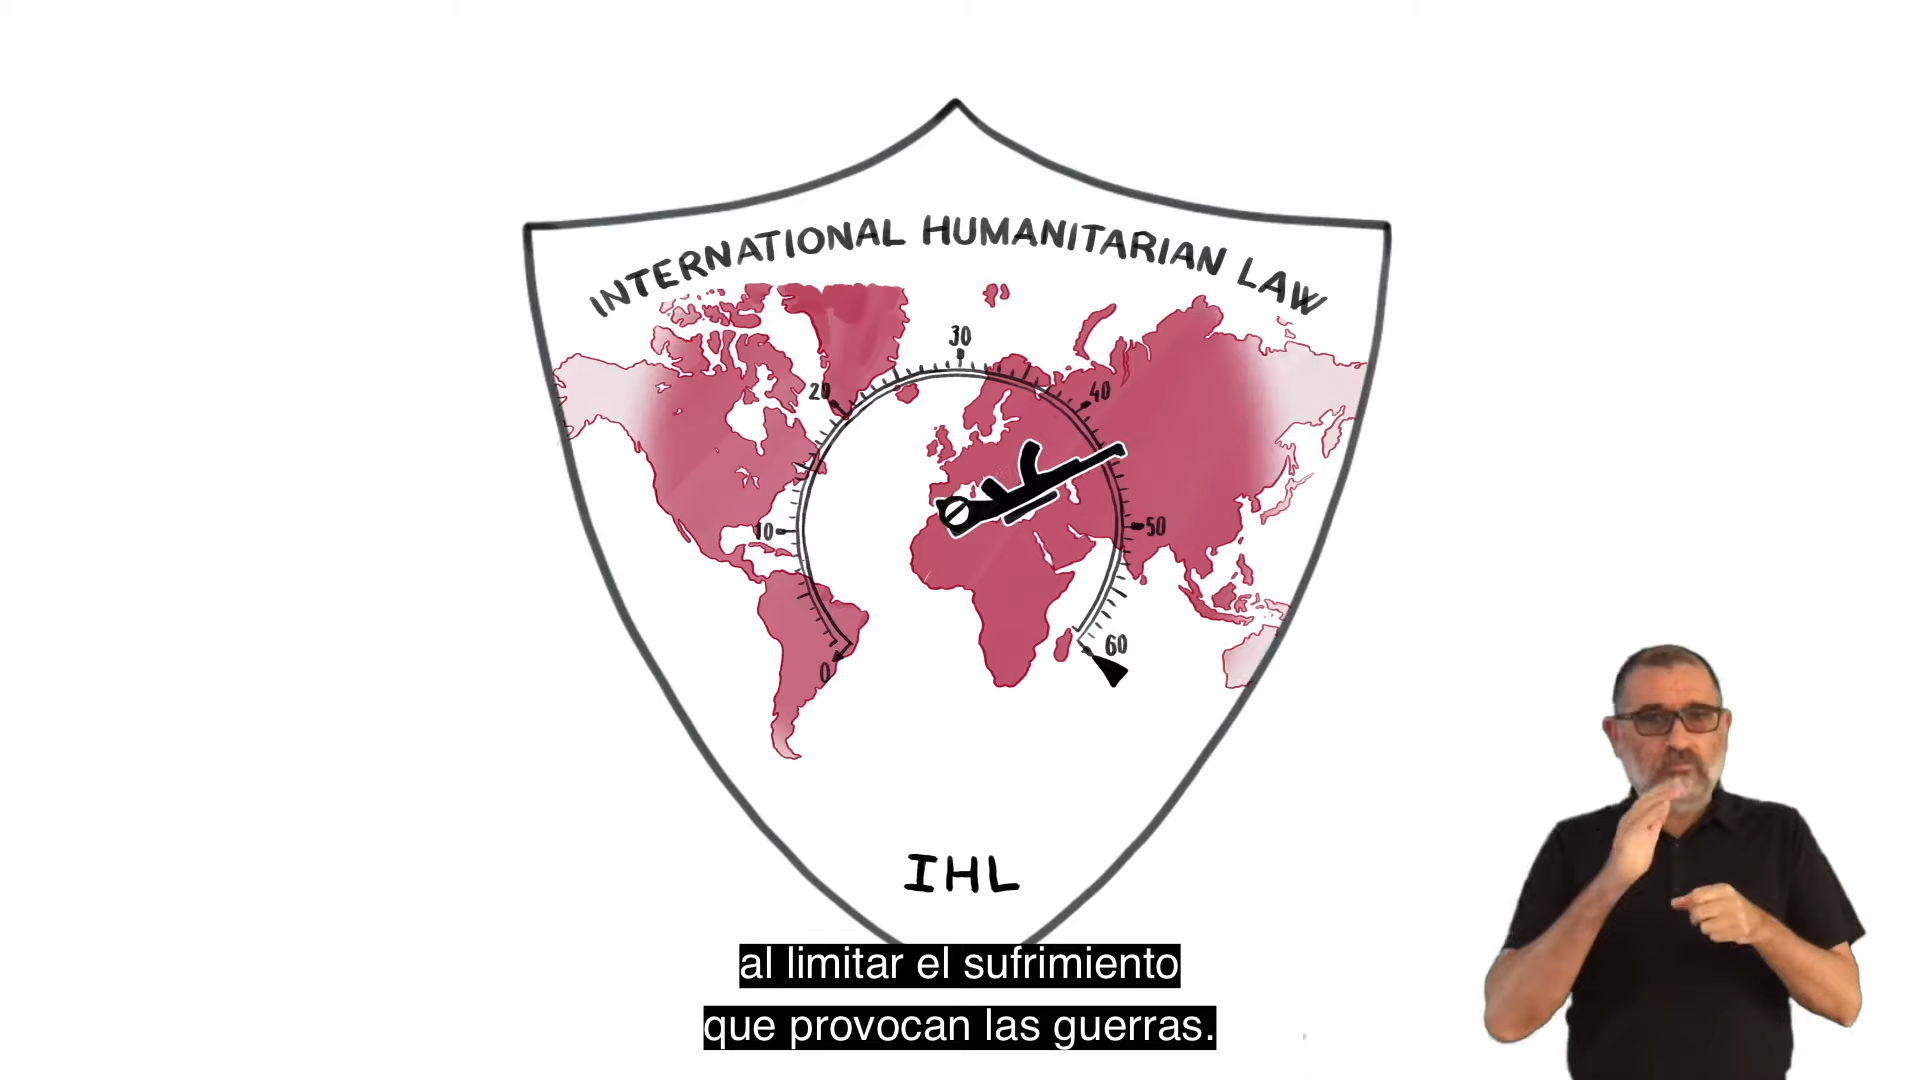 INTERNATIONAL HUMANITARIAN LAW
30
20
40
10
50
0
60
IHL
al limitar el sufrimiento
que provocan las guerras.